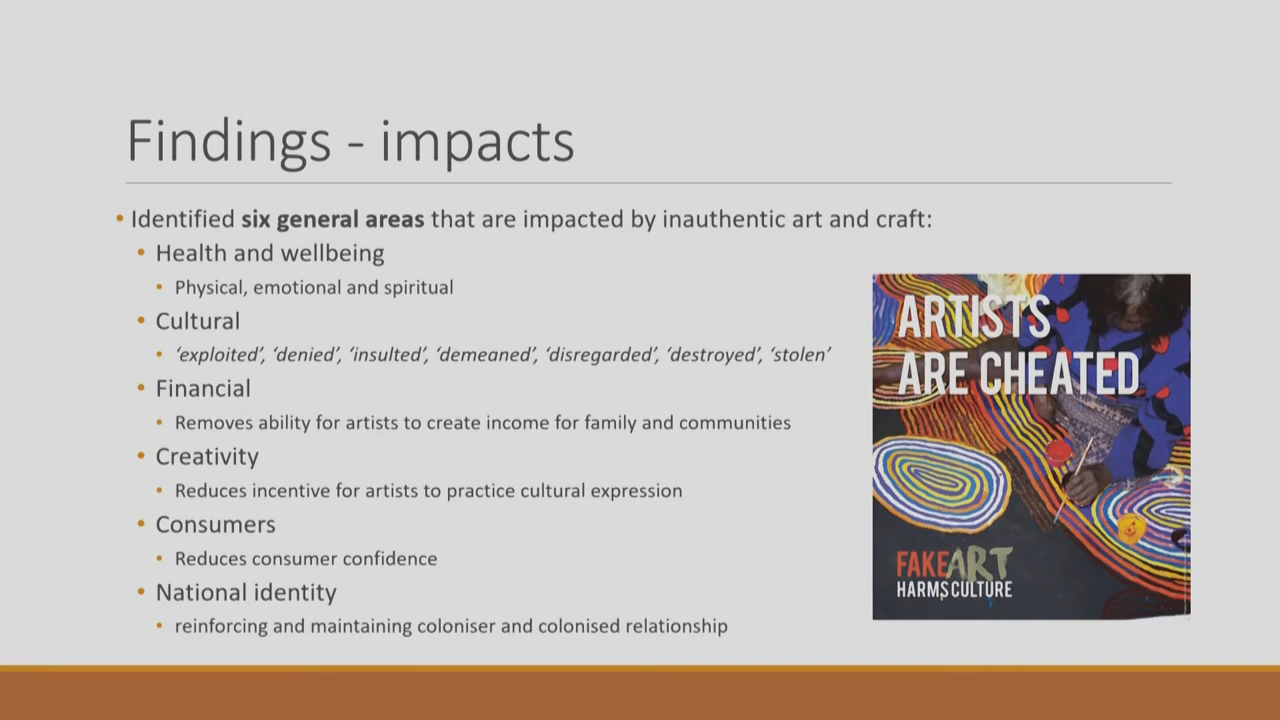 Findings - impacts
• Identified six general areas that are impacted by inauthentic art and craft:
• Health and wellbeing
• Physical, emotional and spiritual
• Cultural
• ‘exploited’, ‘denied’, ‘insulted’, ‘demeaned’, ‘disregarded’, ‘destroyed’, ‘stolen’
• Financial
• Removes ability for artists to create income for family and communities
• Creativity
• Reduces incentive for artists to practice cultural expression
• Consumers
• Reduces consumer confidence
• National identity
• reinforcing and maintaining coloniser and colonised relationship
ARTISTS
ARE CHEATED
FAKE ART
HARMS CULTURE